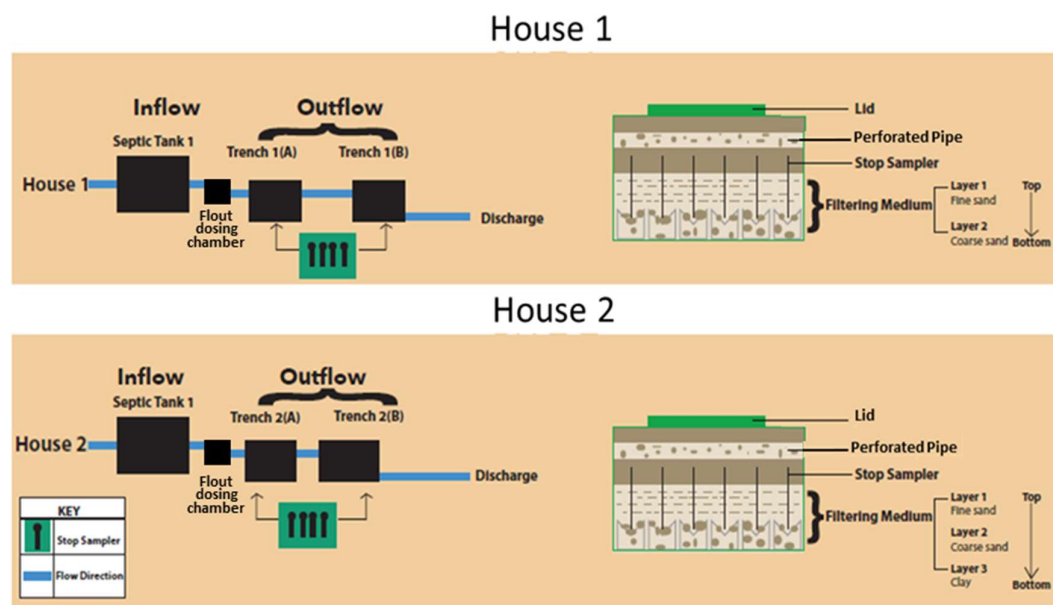 House 1
Inflow
Outflow
Septic Tank 1
Trench 1(A)
Trench 1(B)
House 1
Flout
dosing
chamber
Discharge
Lid
Perforated Pipe
Stop Sampler
Filtering Medium
Layer 1
Fine sand
Layer 2
Coarse sand
Top
Bottom
House 2
Inflow
Outflow
Septic Tank 1
Trench 2(A)
Trench 2(B)
House 2
Flout
dosing
chamber
Discharge
KEY
Stop Sampler
Flow Direction
Lid
Perforated Pipe
Stop Sampler
Filtering Medium
Layer 1
Fine sand
Layer 2
Coarse sand
Layer 3
Clay
Top
Bottom